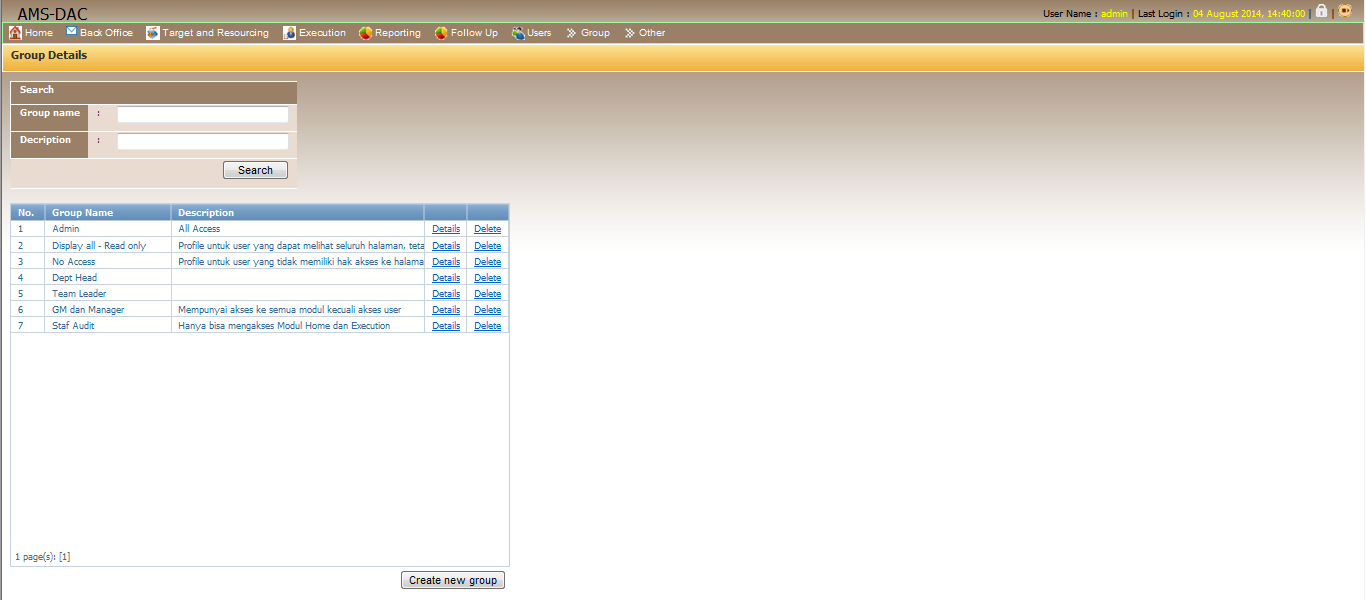 AMS-DAC
User Name : admin | Last Login : 04 August 2014, 14:40:00 | |
Home Back Office Target and Resourcing Execution Reporting Follow Up Users Group Other
Group Details
Search
Group name :
Decription :
Search
No. Group Name Description
1 Admin All Access Details Delete
2 Display all - Read only Profile untuk user yang dapat melihat seluruh halaman, teta Details Delete
3 No Access Profile untuk user yang tidak memiliki hak akses ke halama Details Delete
4 Dept Head Details Delete
5 Team Leader Details Delete
6 GM dan Manager Mempunyai akses ke semua modul kecuali akses user Details Delete
7 Staf Audit Hanya bisa mengakses Modul Home dan Execution Details Delete
1 page(s): [1]
Create new group